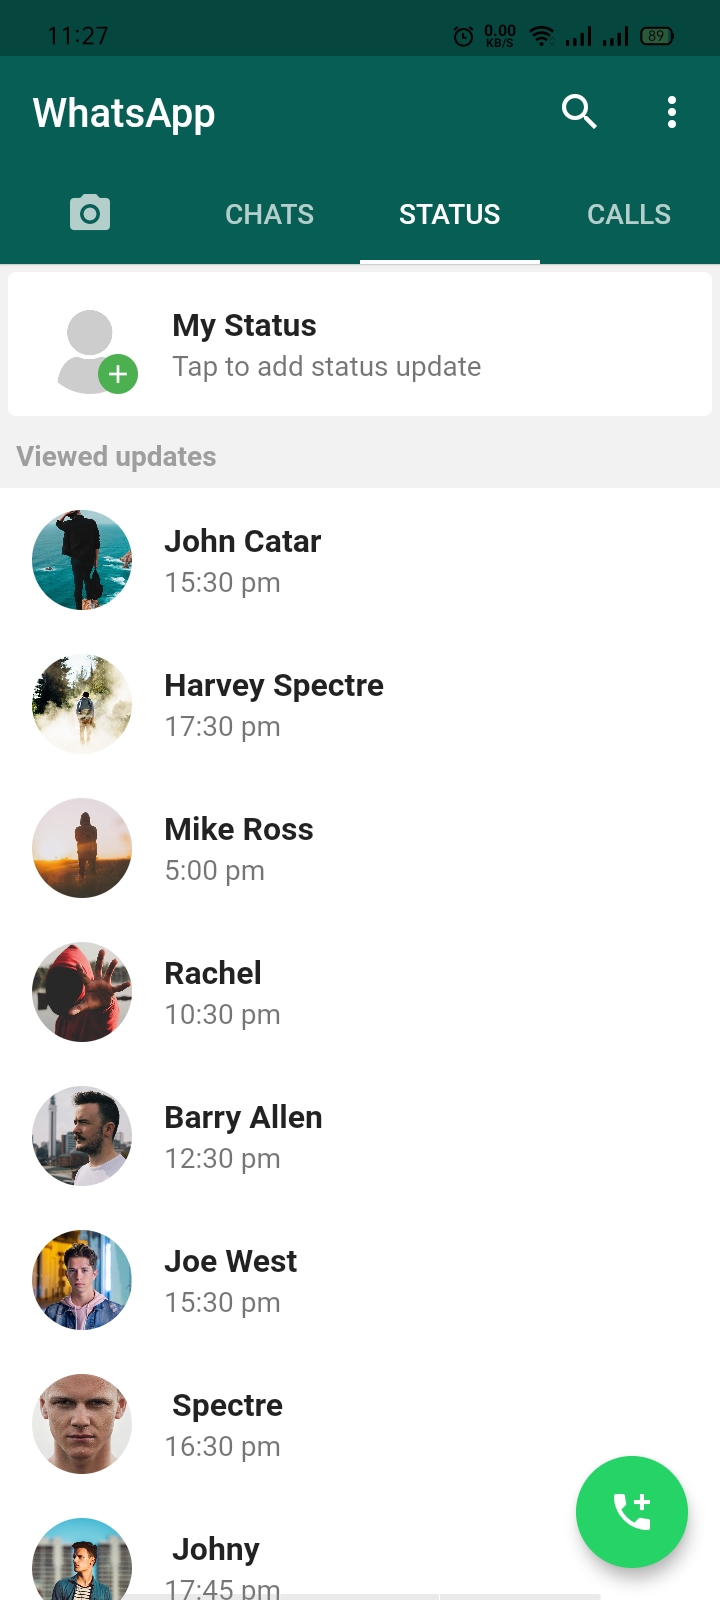 11:27
0.00
KB/S
89
WhatsApp
CHATS STATUS CALLS
My Status
Tap to add status update
Viewed updates
John Catar
15:30 pm
Harvey Spectre
17:30 pm
Mike Ross
5:00 pm
Rachel
10:30 pm
Barry Allen
12:30 pm
Joe West
15:30 pm
Spectre
16:30 pm
Johny
17:45 pm